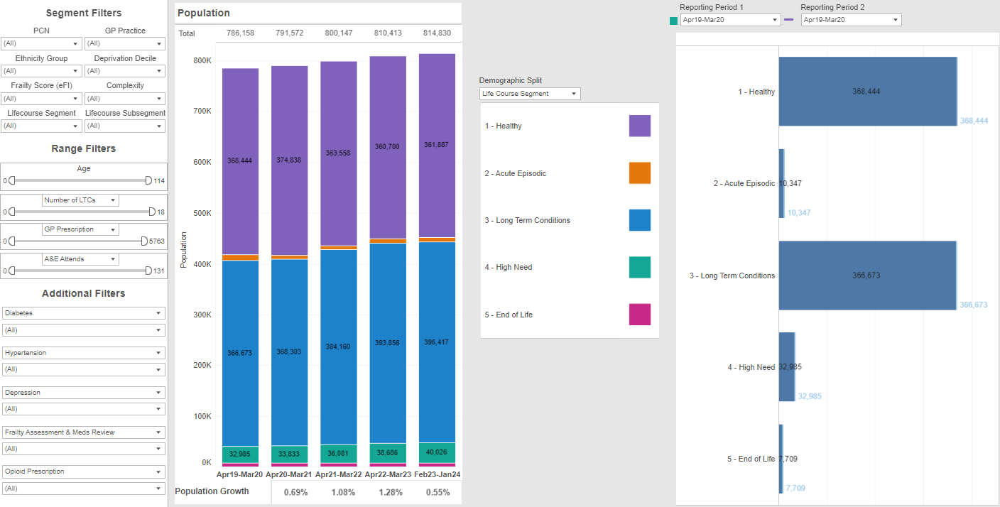 Segment Filters
PCN GP Practice
(All) (All)
Ethnicity Group Deprivation Decile
(All) (All)
Frailty Score (eFI) Complexity
(All) (All)
Lifecourse Segment Lifecourse Subsegment
(All) (All)
Range Filters
Age
0 114
Number of LTCs
0 18
GP Prescription
0 5763
A&E Attends
0 131
Additional Filters
Diabetes
(All)
Hypertension
(All)
Depression
(All)
Frailty Assessment & Meds Review
(All)
Opioid Prescription
(All)
Population
Total 786,158 791,572 800,147 810,413 814,830
Population
800K
700K
600K
500K
400K
300K
200K
100K
0K
368,444 374,838 363,558 360,700 361,887
366,673 368,303 384,160 393,856 396,417
32,985 33,833 36,081 38,686 40,026
Apr19-Mar20 Apr20-Mar21 Apr21-Mar22 Apr22-Mar23 Feb23-Jan24
Population Growth 0.69% 1.08% 1.28% 0.55%
Demographic Split
Life Course Segment
1 - Healthy
2 - Acute Episodic
3 - Long Term Conditions
4 - High Need
5 - End of Life
Reporting Period 1 Reporting Period 2
Apr19-Mar20 Apr19-Mar20
1 - Healthy 368,444
368,444
2 - Acute Episodic 10,347
10,347
3 - Long Term Conditions 366,673
366,673
4 - High Need 32,985
32,985
5 - End of Life 7,709
7,709